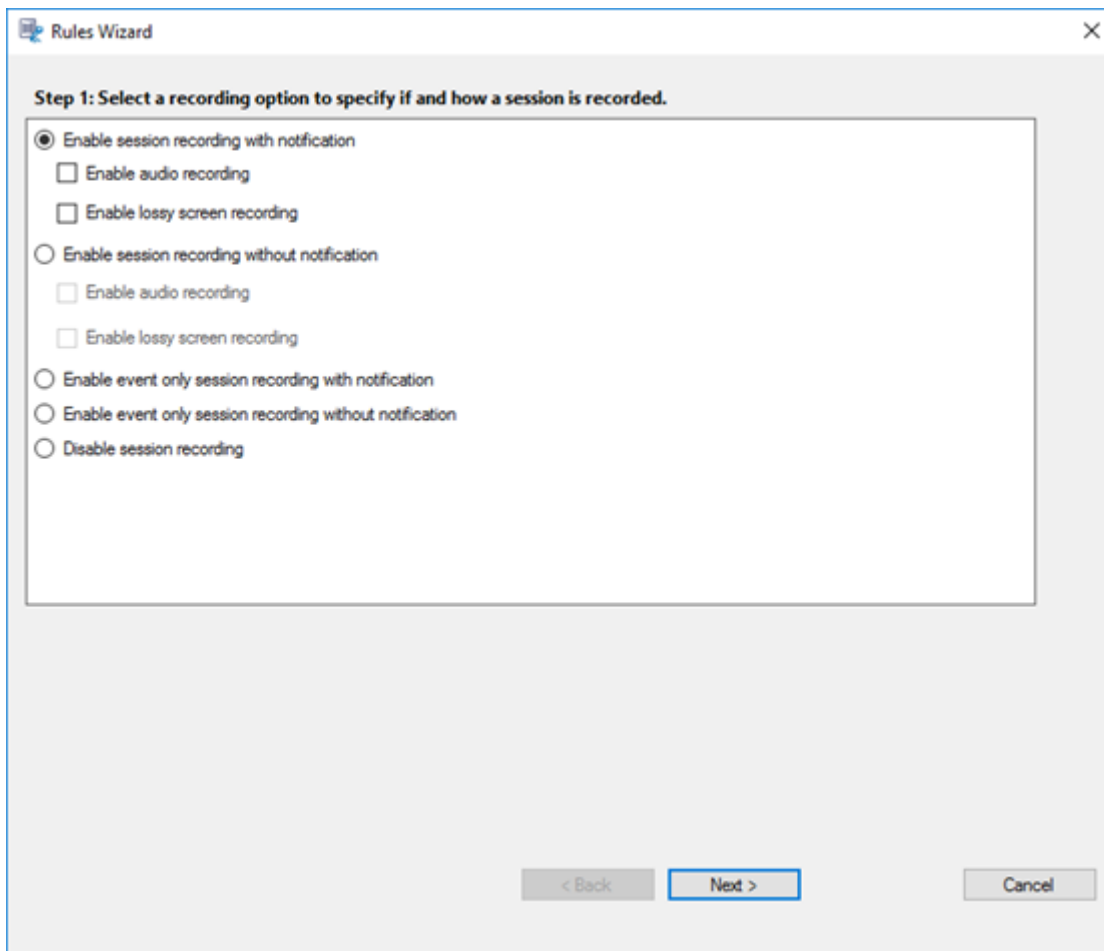 Rules Wizard
Step 1: Select a recording option to specify if and how a session is recorded.
Enable session recording with notification
Enable audio recording
Enable lossy screen recording
Enable session recording without notification
Enable audio recording
Enable lossy screen recording
Enable event only session recording with notification
Enable event only session recording without notification
Disable session recording
< Back Next > Cancel